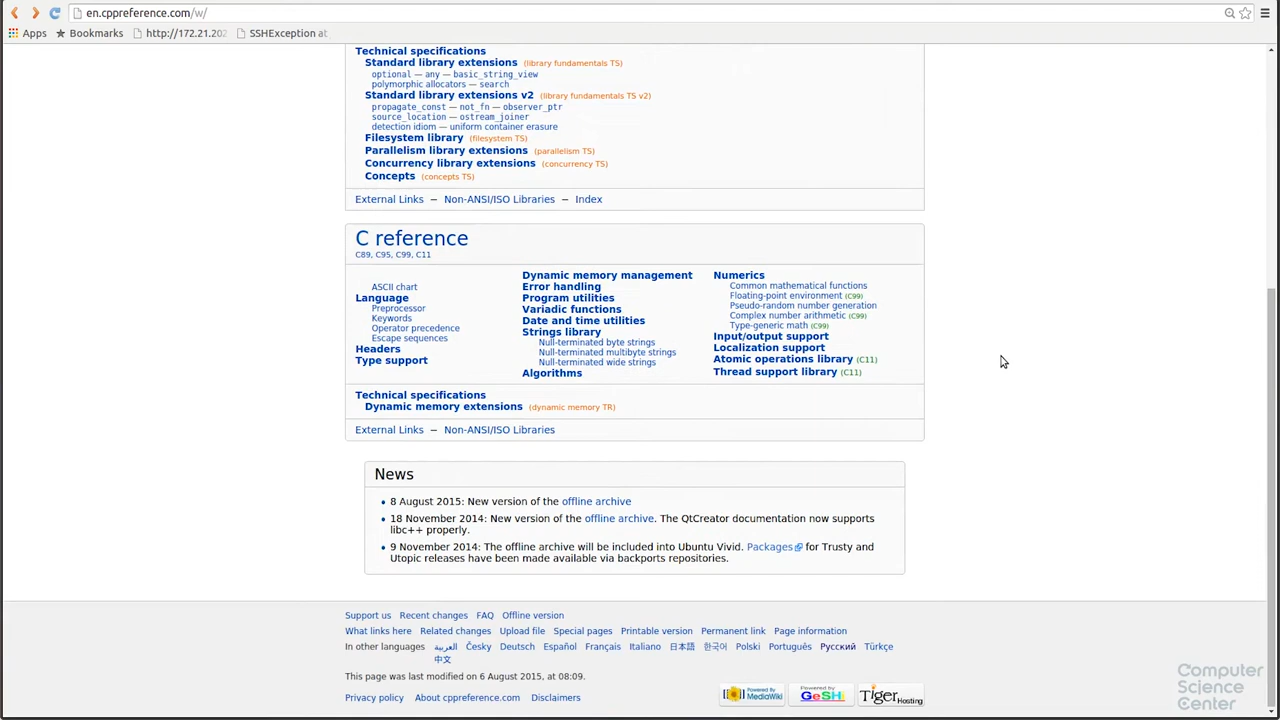 en.cppreference.com/w/
Apps Bookmarks http://172.21.202 SSHException at
Technical specifications
Standard library extensions (library fundamentals TS)
optional — any — basic_string_view
polymorphic allocators — search
Standard library extensions v2 (library fundamentals TS v2)
propagate_const — not_fn — observer_ptr
source_location — ostream_joiner
detection idiom — uniform container erasure
Filesystem library (filesystem TS)
Parallelism library extensions (parallelism TS)
Concurrency library extensions (concurrency TS)
Concepts (concepts TS)
External Links − Non-ANSI/ISO Libraries − Index
C reference
C89, C95, C99, C11
ASCII chart
Language
Preprocessor
Keywords
Operator precedence
Escape sequences
Headers
Type support
Dynamic memory management
Error handling
Program utilities
Variadic functions
Date and time utilities
Strings library
Null-terminated byte strings
Null-terminated multibyte strings
Null-terminated wide strings
Algorithms
Numerics
Common mathematical functions
Floating-point environment (C99)
Pseudo-random number generation
Complex number arithmetic (C99)
Type-generic math (C99)
Input/output support
Localization support
Atomic operations library (C11)
Thread support library (C11)
Technical specifications
Dynamic memory extensions (dynamic memory TR)
External Links − Non-ANSI/ISO Libraries
News
8 August 2015: New version of the offline archive
18 November 2014: New version of the offline archive. The QtCreator documentation now supports
libc++ properly.
9 November 2014: The offline archive will be included into Ubuntu Vivid. Packages for Trusty and
Utopic releases have been made available via backports repositories.
Support us Recent changes FAQ Offline version
What links here Related changes Upload file Special pages Printable version Permanent link Page information
In other languages العربية Česky Deutsch Español Français Italiano 日本語 한국어 Polski Português Русский Türkçe
中文
This page was last modified on 6 August 2015, at 08:09.
Privacy policy About cppreference.com Disclaimers
Powered By MediaWiki
Powered by GeSHi
Tiger Hosting
Computer
Science
Center